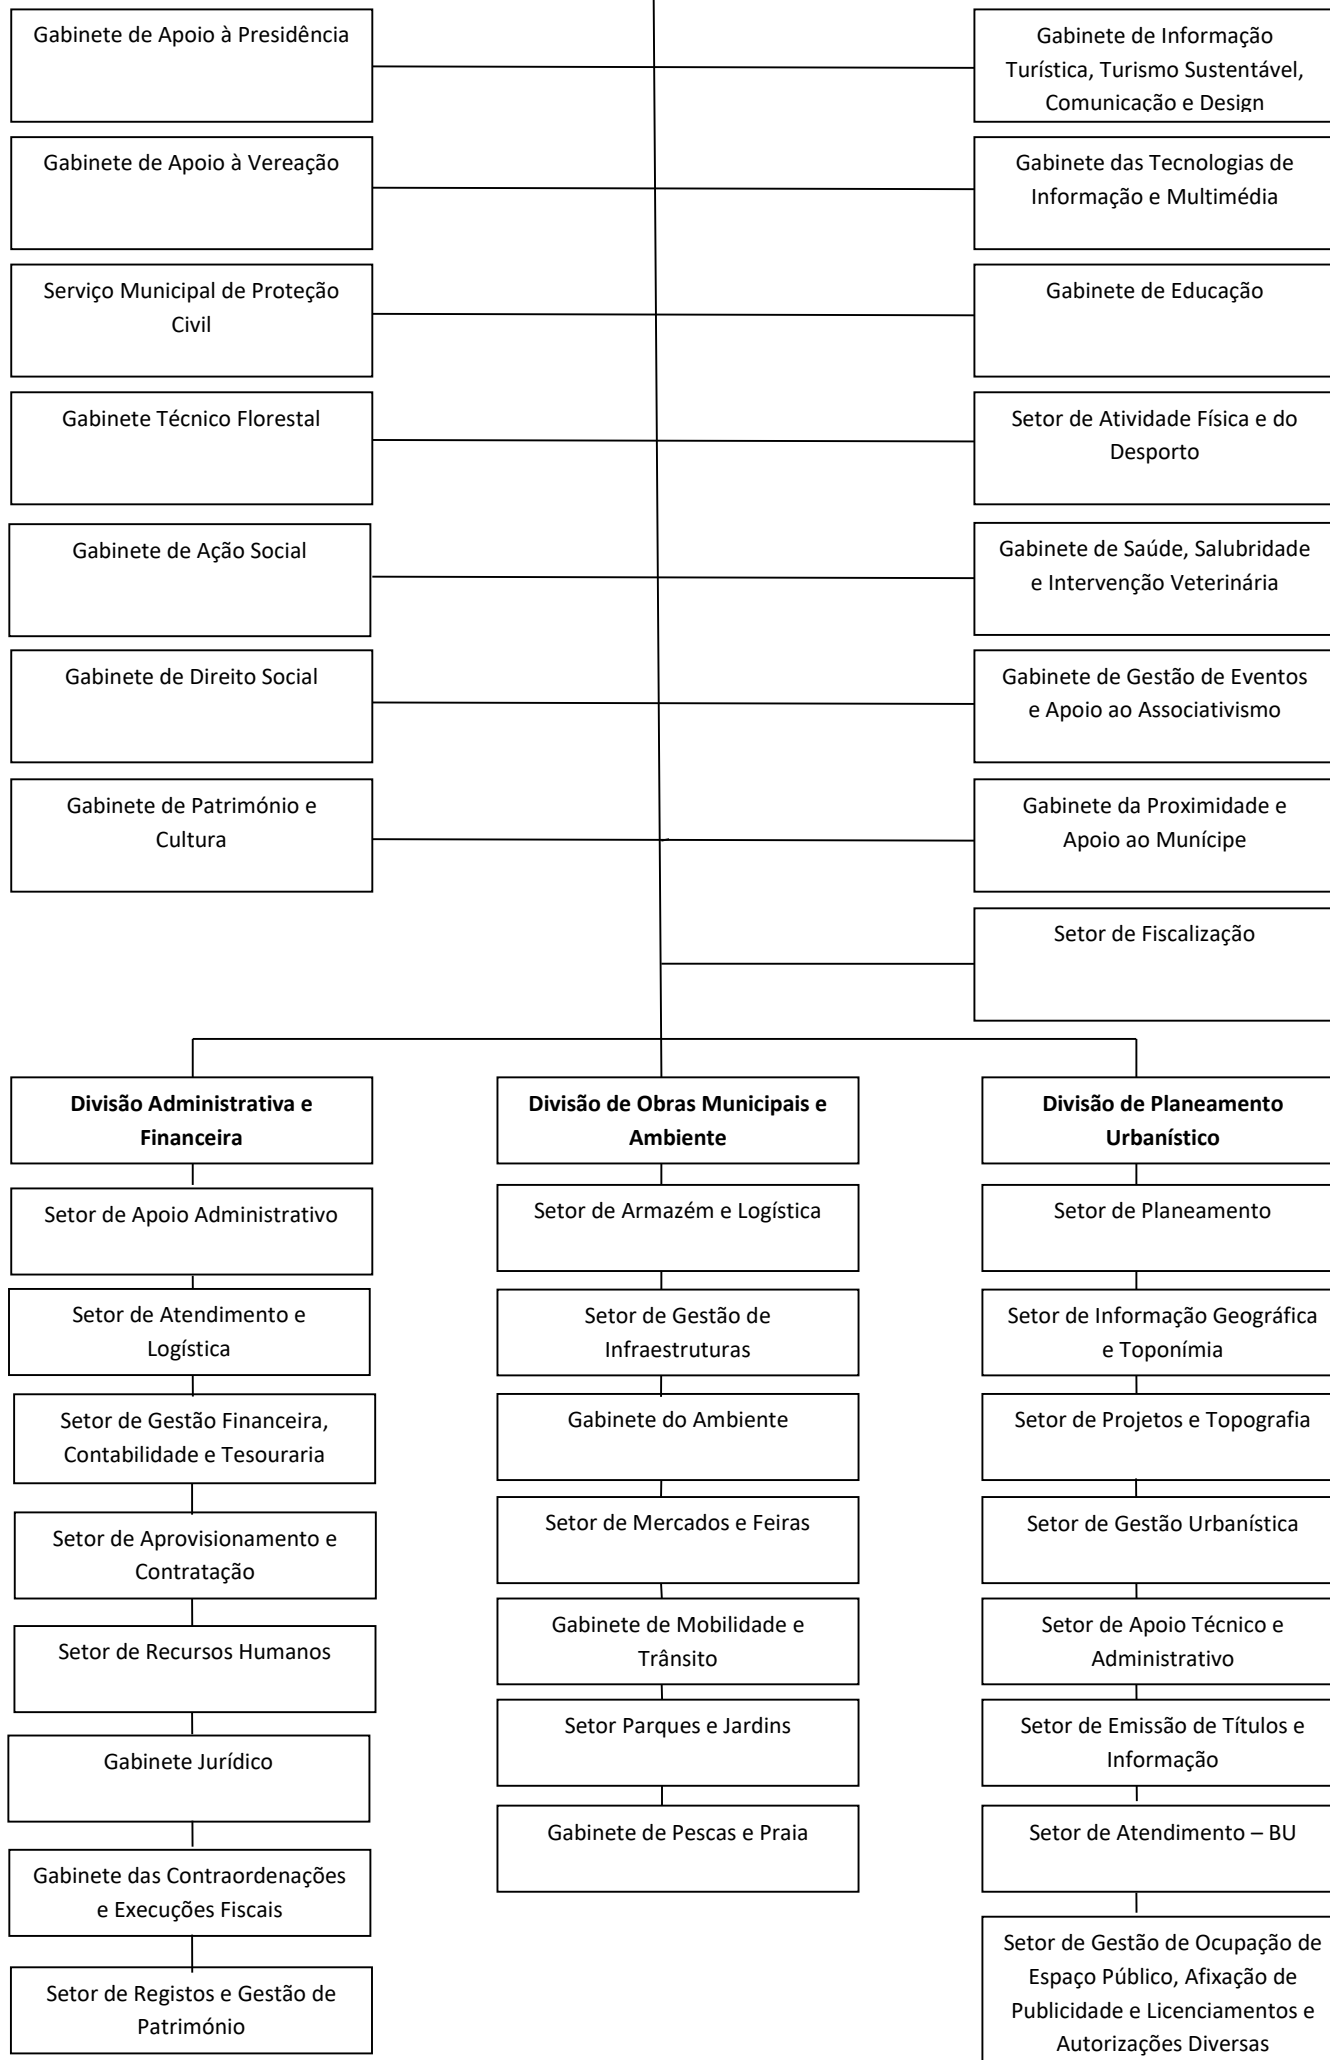 Gabinete de Apoio à Presidência
Gabinete de Informação
Turística, Turismo Sustentável,
Comunicação e Design
Gabinete de Apoio à Vereação
Gabinete das Tecnologias de
Informação e Multimédia
Serviço Municipal de Proteção
Civil
Gabinete de Educação
Gabinete Técnico Florestal
Setor de Atividade Física e do
Desporto
Gabinete de Ação Social
Gabinete de Saúde, Salubridade
e Intervenção Veterinária
Gabinete de Direito Social
Gabinete de Gestão de Eventos
e Apoio ao Associativismo
Gabinete de Património e
Cultura
Gabinete da Proximidade e
Apoio ao Munícipe
Setor de Fiscalização
Divisão Administrativa e
Financeira
Setor de Apoio Administrativo
Setor de Atendimento e
Logística
Setor de Gestão Financeira,
Contabilidade e Tesouraria
Setor de Aprovisionamento e
Contratação
Setor de Recursos Humanos
Gabinete Jurídico
Gabinete das Contraordenações
e Execuções Fiscais
Setor de Registos e Gestão de
Património
Divisão de Obras Municipais e
Ambiente
Setor de Armazém e Logística
Setor de Gestão de
Infraestruturas
Gabinete do Ambiente
Setor de Mercados e Feiras
Gabinete de Mobilidade e
Trânsito
Setor Parques e Jardins
Gabinete de Pescas e Praia
Divisão de Planeamento
Urbanístico
Setor de Planeamento
Setor de Informação Geográfica
e Toponímia
Setor de Projetos e Topografia
Setor de Gestão Urbanística
Setor de Apoio Técnico e
Administrativo
Setor de Emissão de Títulos e
Informação
Setor de Atendimento – BU
Setor de Gestão de Ocupação de
Espaço Público, Afixação de
Publicidade e Licenciamentos e
Autorizações Diversas